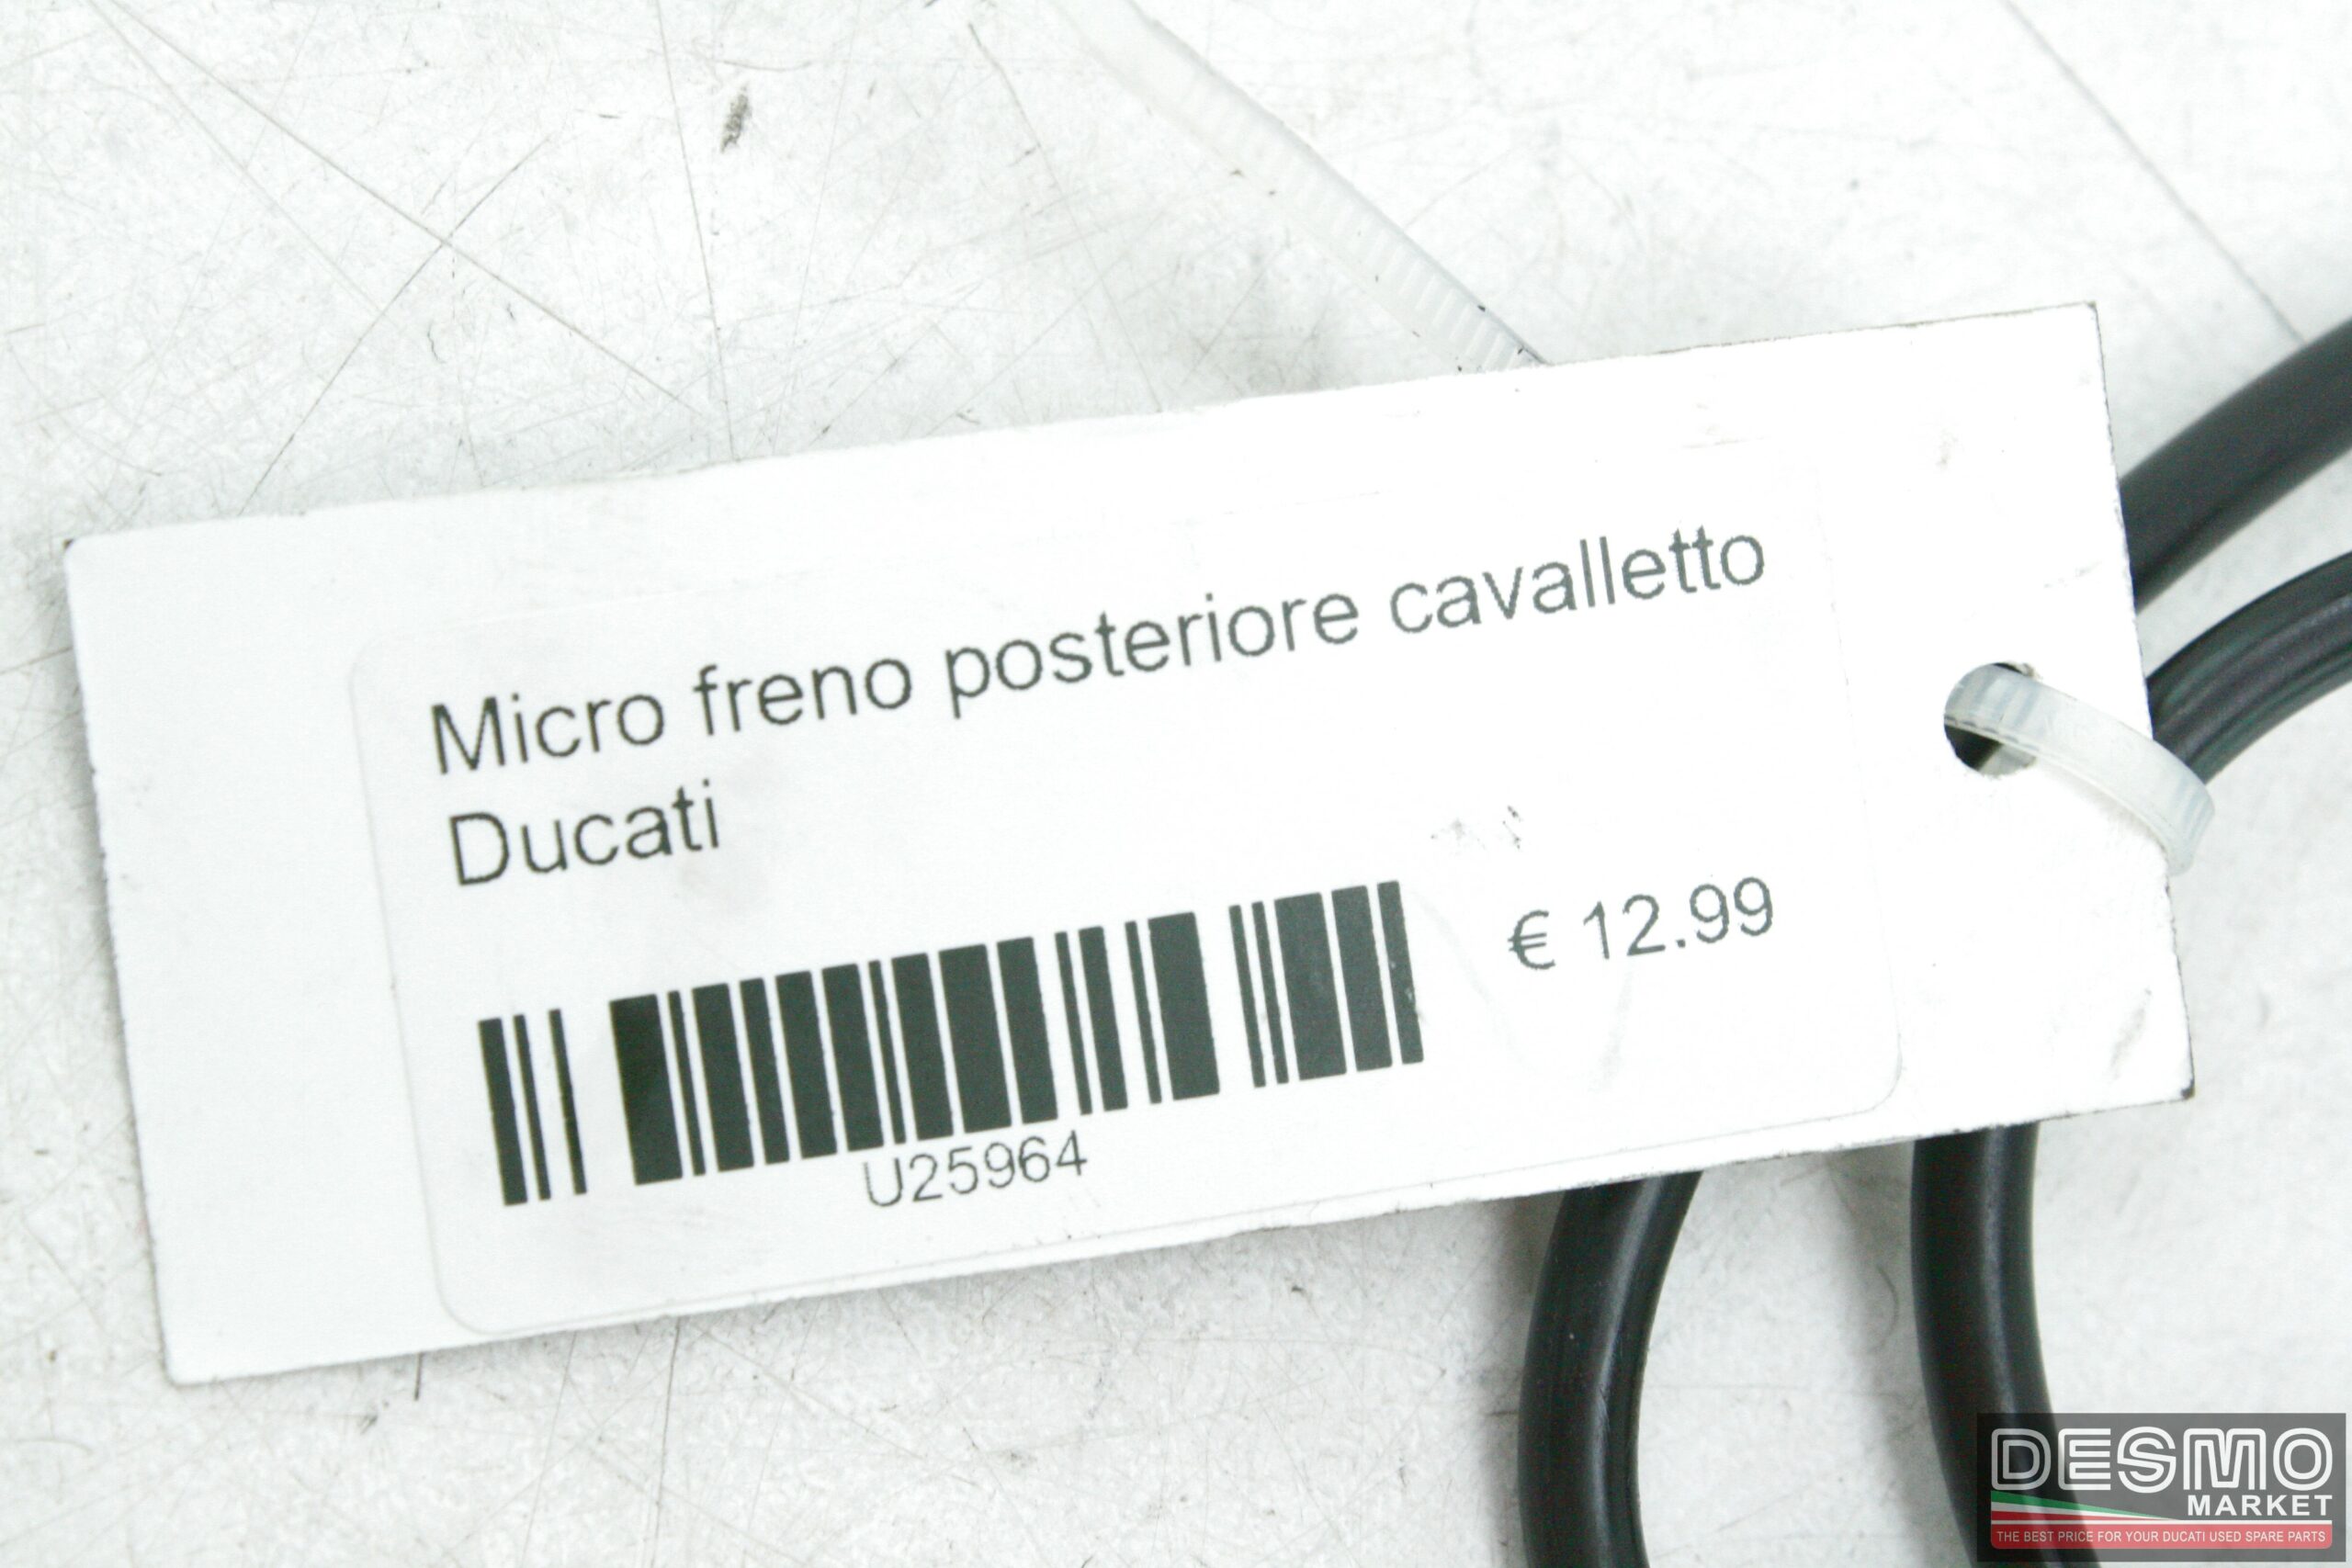 Micro freno posteriore cavalletto
Ducati
€ 12.99
U25964
DESMO
MARKET
THE BEST PRICE FOR YOUR DUCATI USED SPARE PARTS